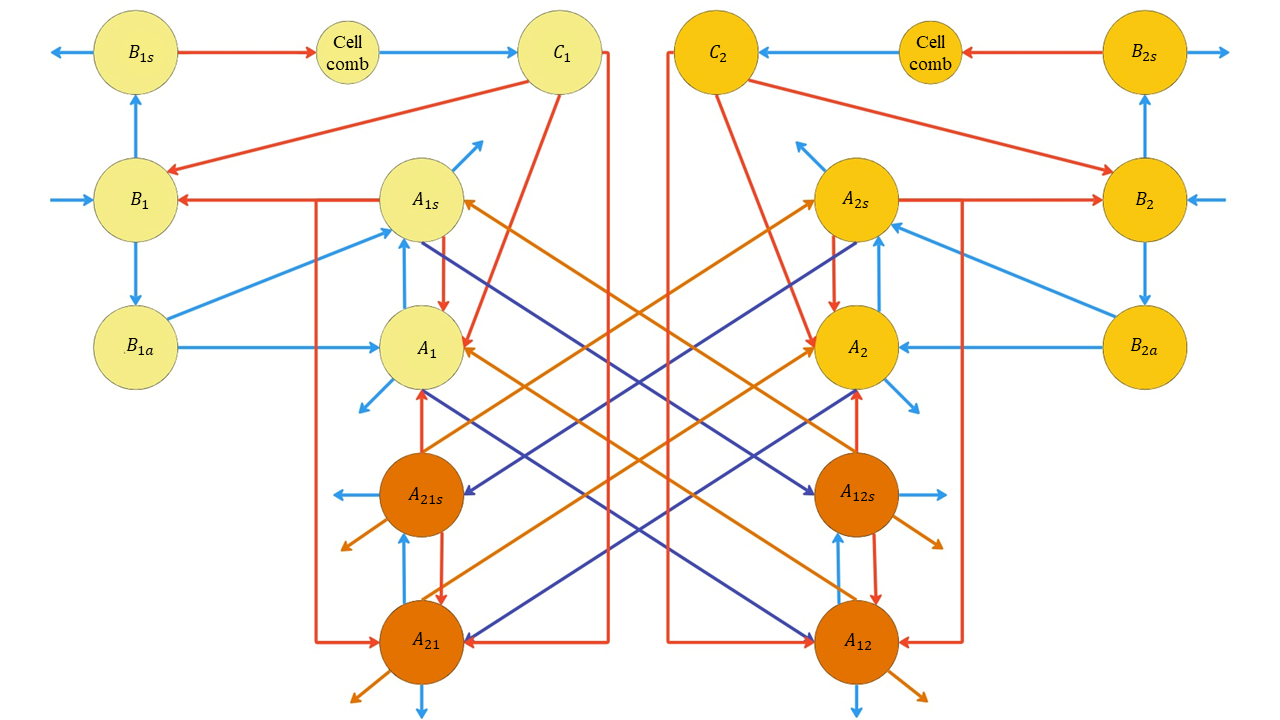 B₁ₛ
Cell
comb
C₁
C₂
Cell
comb
B₂ₛ
B₁
A₁ₛ
A₂ₛ
B₂
B₁ₐ
A₁
A₂
B₂ₐ
A₂₁ₛ
A₁₂ₛ
A₂₁
A₁₂